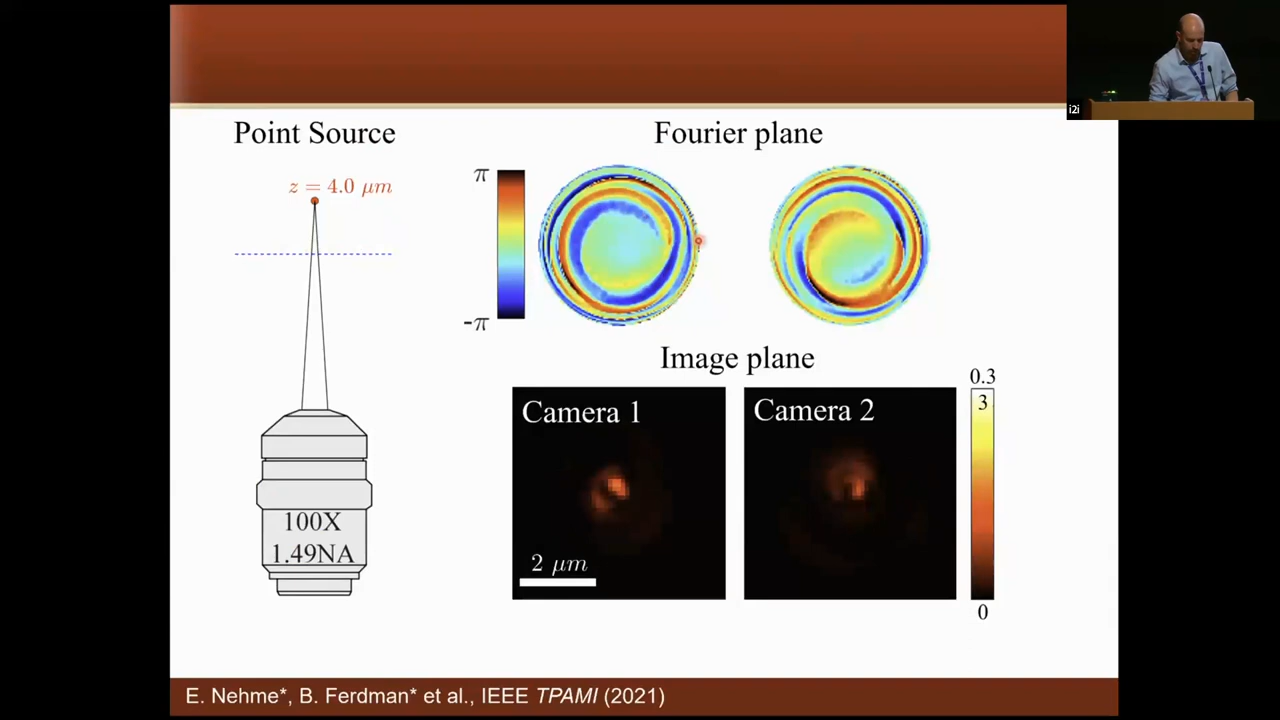 Point Source
Fourier plane
z = 4.0 μm
π
-π
Image plane
Camera 1
Camera 2
0.3
3
2 μm
0
100X
1.49NA
E. Nehme*, B. Ferdman* et al., IEEE TPAMI (2021)
i2i